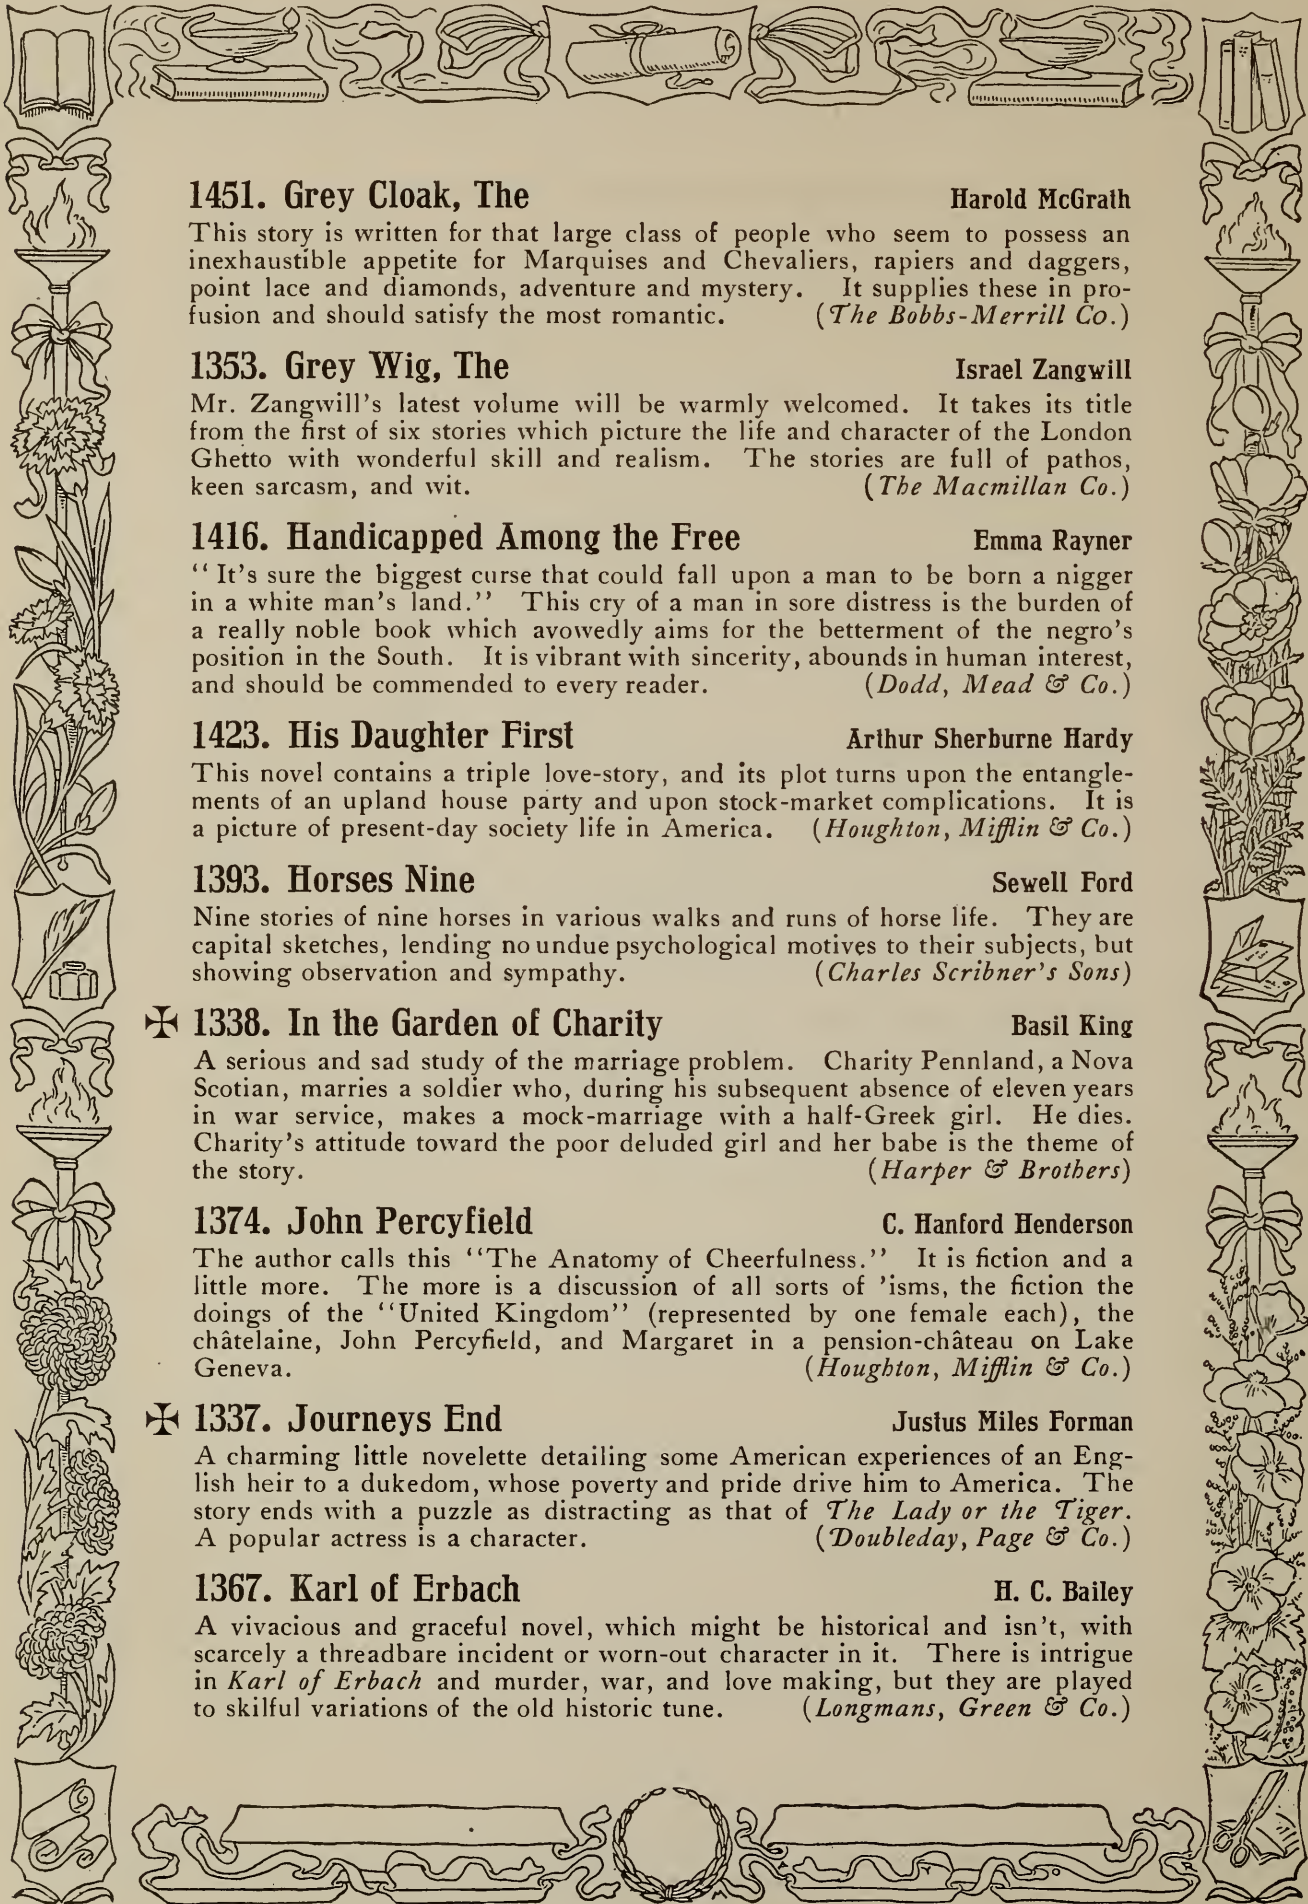 1451. Grey Cloak, The Harold McGrath
This story is written for that large class of people who seem to possess an
inexhaustible appetite for Marquises and Chevaliers, rapiers and daggers,
point lace and diamonds, adventure and mystery. It supplies these in pro-
fusion and should satisfy the most romantic. (The Bobbs-Merrill Co.)
1353. Grey Wig, The Israel Zangwill
Mr. Zangwill's latest volume will be warmly welcomed. It takes its title
from the first of six stories which picture the life and character of the London
Ghetto with wonderful skill and realism. The stories are full of pathos,
keen sarcasm, and wit. (The Macmillan Co.)
1416. Handicapped Among the Free Emma Rayner
"It's sure the biggest curse that could fall upon a man to be born a nigger
in a white man's land." This cry of a man in sore distress is the burden of
a really noble book which avowedly aims for the betterment of the negro's
position in the South. It is vibrant with sincerity, abounds in human interest,
and should be commended to every reader. (Dodd, Mead & Co.)
1423. His Daughter First Arthur Sherburne Hardy
This novel contains a triple love-story, and its plot turns upon the entangle-
ments of an upland house party and upon stock-market complications. It is
a picture of present-day society life in America. (Houghton, Mifflin & Co.)
1393. Horses Nine Sewell Ford
Nine stories of nine horses in various walks and runs of horse life. They are
capital sketches, lending no undue psychological motives to their subjects, but
showing observation and sympathy. (Charles Scribner's Sons)
✠ 1338. In the Garden of Charity Basil King
A serious and sad study of the marriage problem. Charity Pennland, a Nova
Scotian, marries a soldier who, during his subsequent absence of eleven years
in war service, makes a mock-marriage with a half-Greek girl. He dies.
Charity's attitude toward the poor deluded girl and her babe is the theme of
the story. (Harper & Brothers)
1374. John Percyfield C. Hanford Henderson
The author calls this "The Anatomy of Cheerfulness." It is fiction and a
little more. The more is a discussion of all sorts of 'isms, the fiction the
doings of the "United Kingdom" (represented by one female each), the
châtelaine, John Percyfield, and Margaret in a pension-château on Lake
Geneva. (Houghton, Mifflin & Co.)
✠ 1337. Journeys End Justus Miles Forman
A charming little novelette detailing some American experiences of an Eng-
lish heir to a dukedom, whose poverty and pride drive him to America. The
story ends with a puzzle as distracting as that of The Lady or the Tiger.
A popular actress is a character. (Doubleday, Page & Co.)
1367. Karl of Erbach H. C. Bailey
A vivacious and graceful novel, which might be historical and isn't, with
scarcely a threadbare incident or worn-out character in it. There is intrigue
in Karl of Erbach and murder, war, and love making, but they are played
to skilful variations of the old historic tune. (Longmans, Green & Co.)